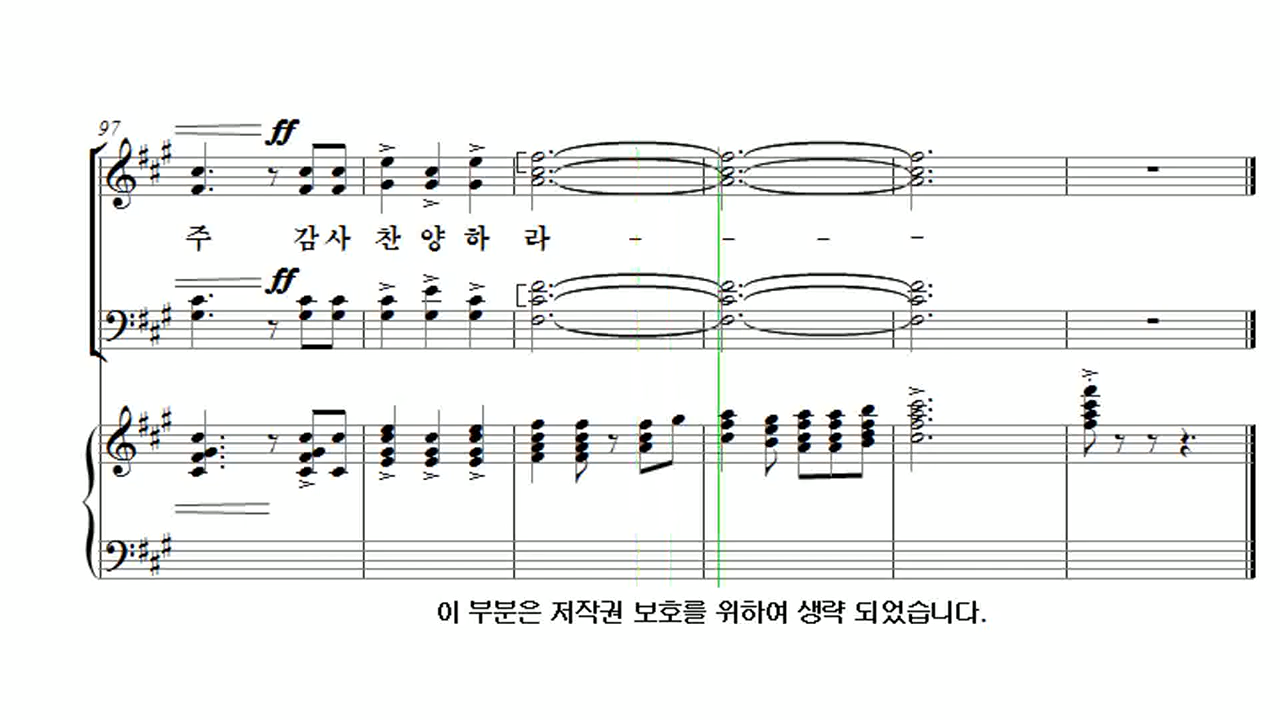 97
ff
주 감사 찬 양 하 라 - - - -
ff
이 부분은 저작권 보호를 위하여 생략 되었습니다.